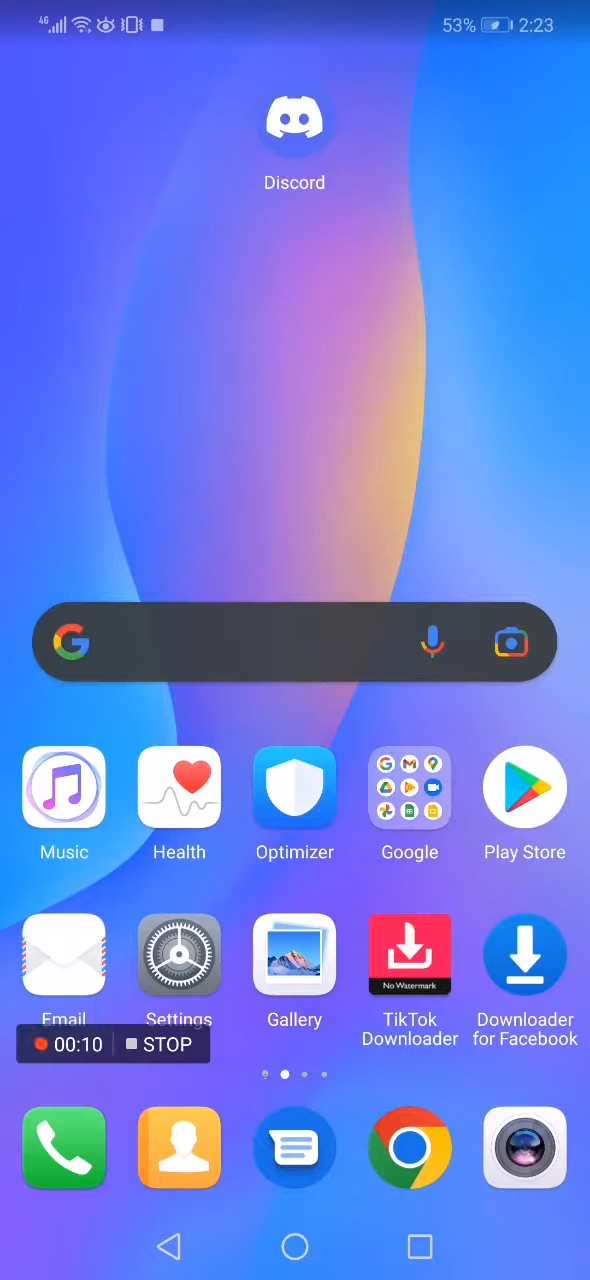 4G 53% 2:23
Discord
Music Health Optimizer Google Play Store
No Watermark
Email Settings Gallery TikTok Downloader
Downloader for Facebook
00:10 STOP